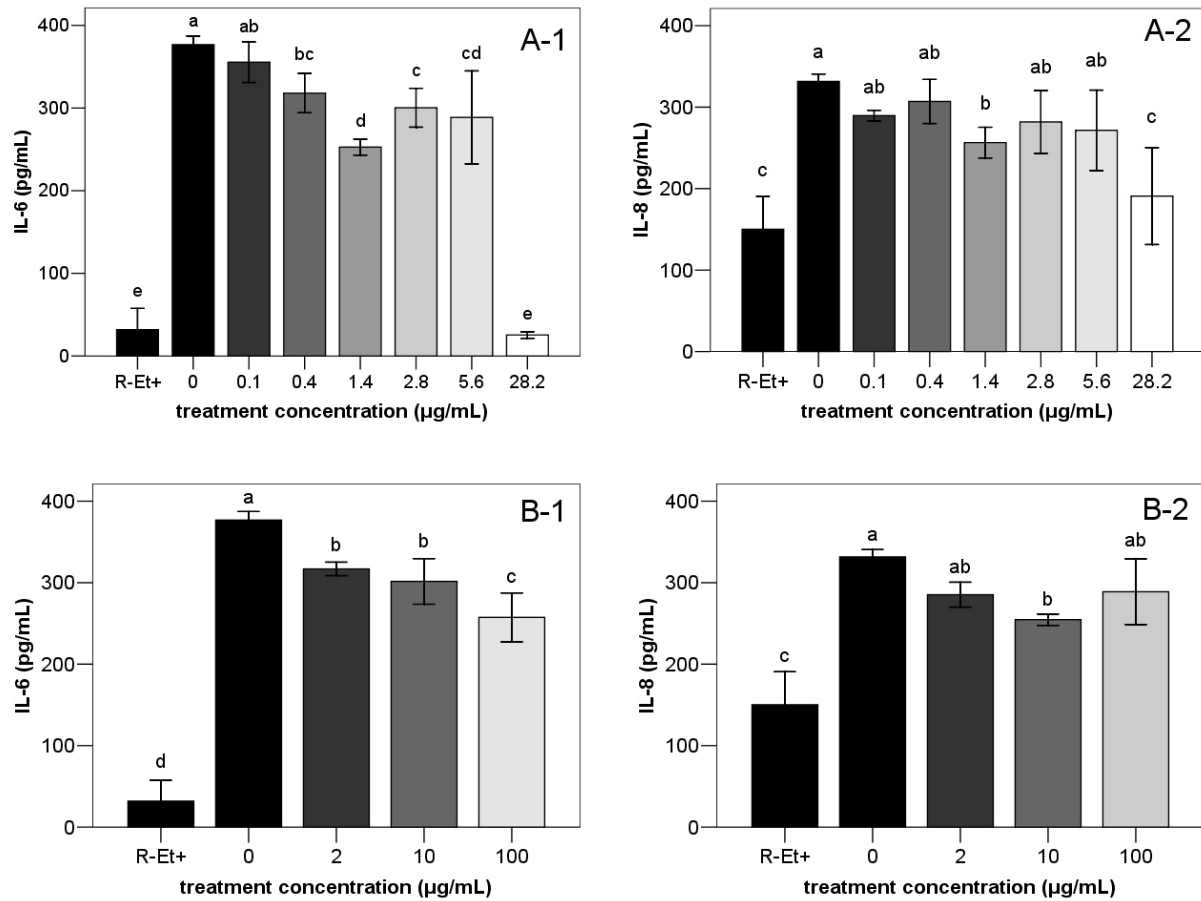 A-1
IL-6 (pg/mL)
400
300
200
100
0
a
ab
bc
d
c
cd
e
e
R-Et+ 0 0.1 0.4 1.4 2.8 5.6 28.2
treatment concentration (µg/mL)
A-2
IL-8 (pg/mL)
400
300
200
100
0
c
a
ab
ab
b
ab
ab
c
R-Et+ 0 0.1 0.4 1.4 2.8 5.6 28.2
treatment concentration (µg/mL)
B-1
IL-6 (pg/mL)
400
300
200
100
0
d
a
b
b
c
R-Et+ 0 2 10 100
treatment concentration (µg/mL)
B-2
IL-8 (pg/mL)
400
300
200
100
0
c
a
ab
b
ab
R-Et+ 0 2 10 100
treatment concentration (µg/mL)